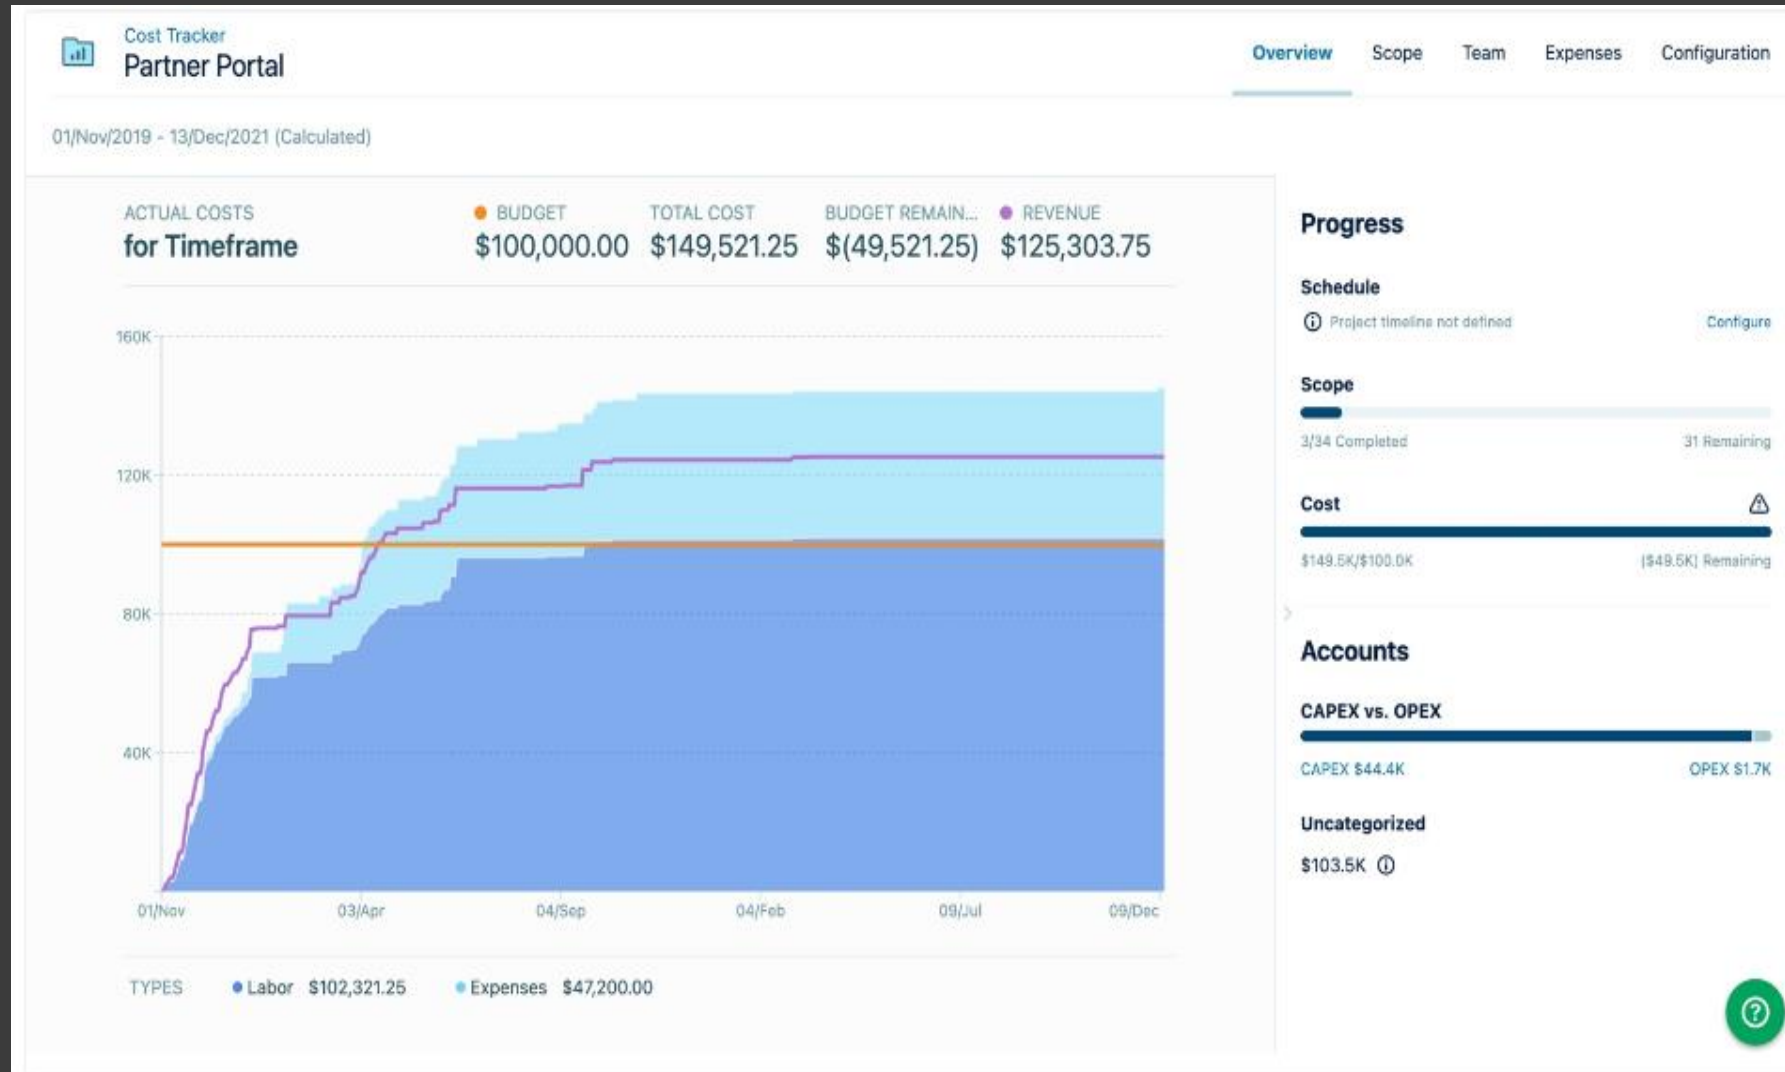 Cost Tracker
Partner Portal
Overview Scope Team Expenses Configuration
01/Nov/2019 - 13/Dec/2021 (Calculated)
ACTUAL COSTS
for Timeframe
BUDGET
$100,000.00
TOTAL COST
$149,521.25
BUDGET REMAIN...
$(49,521.25)
REVENUE
$125,303.75
160K
120K
80K
40K
01/Nov 03/Apr 04/Sep 04/Feb 09/Jul 09/Dec
TYPES Labor $102,321.25 Expenses $47,200.00
Progress
Schedule
Project timeline not defined Configure
Scope
3/34 Completed 31 Remaining
Cost
$149.5K/$100.0K ($49.5K) Remaining
Accounts
CAPEX vs. OPEX
CAPEX $44.4K OPEX $1.7K
Uncategorized
$103.5K